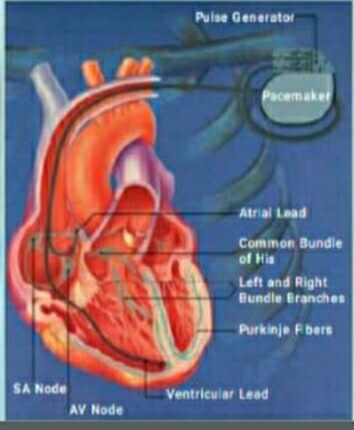 Pulse Generator
Pacemaker
Atrial Lead
Common Bundle
of His
Left and Right
Bundle Branches
Purkinje Fibers
SA Node
Ventricular Lead
AV Node